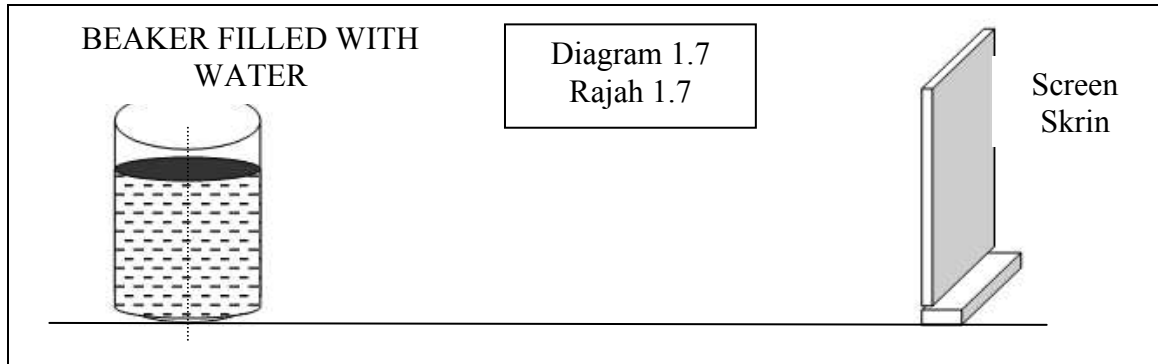 BEAKER FILLED WITH
WATER
Diagram 1.7
Rajah 1.7
Screen
Skrin